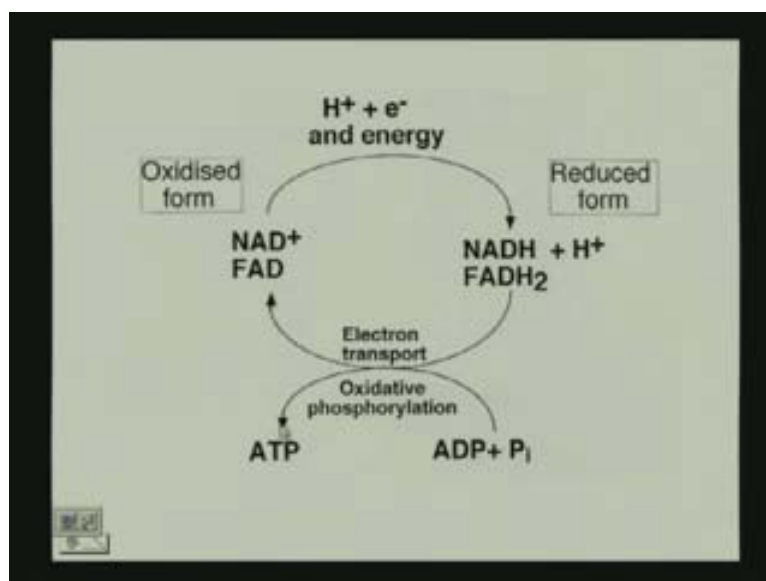 H⁺ + e⁻
and energy
Oxidised
form
Reduced
form
NAD⁺
FAD
NADH + H⁺
FADH₂
Electron
transport
Oxidative
phosphorylation
ATP
ADP+ Pᵢ